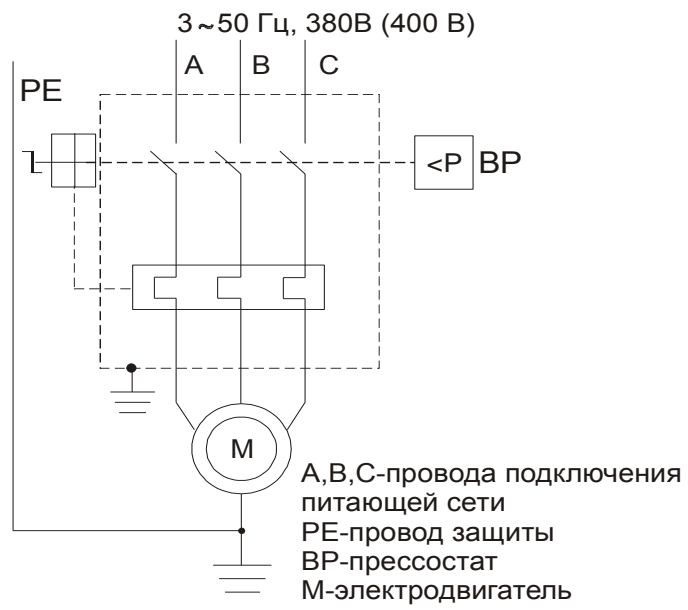 3~50 Гц, 380В (400 В)
A B C
PE
<P BP
M
A,B,C-провода подключения
питающей сети
PE-провод защиты
BP-прессостат
M-электродвигатель